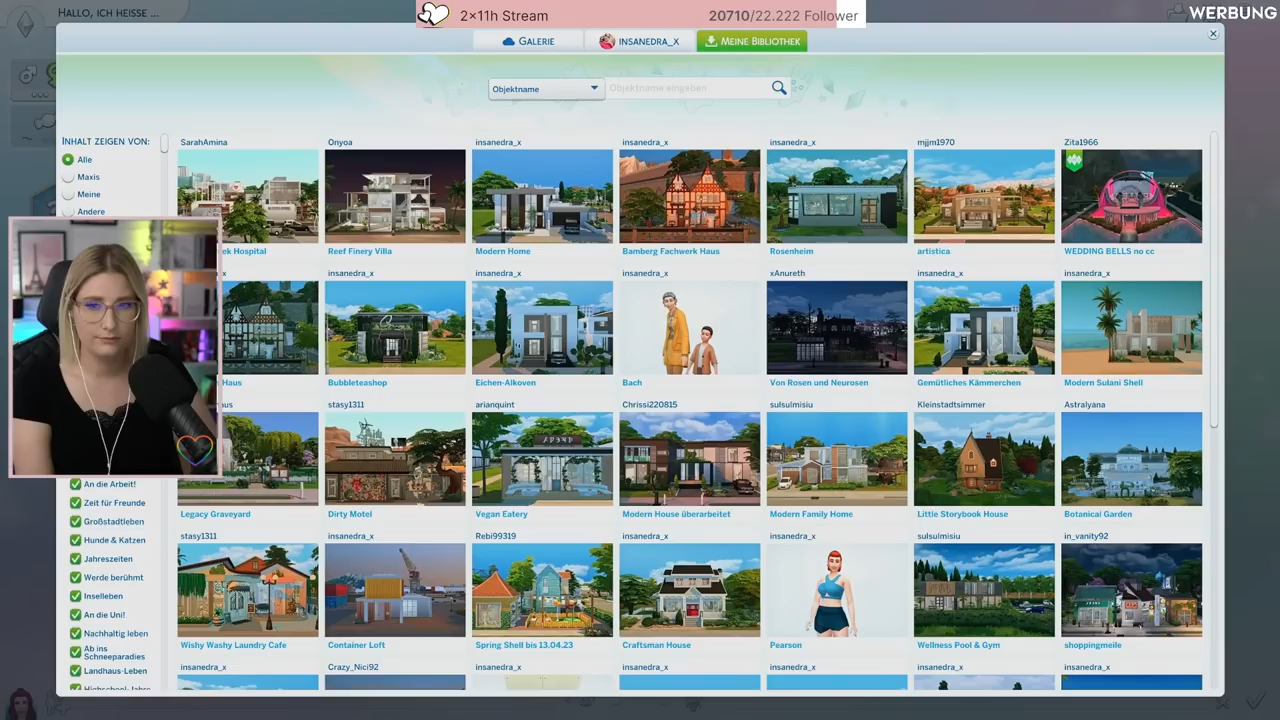 HALLO, ICH HEISSE ...
2×11h Stream
20710/22.222 Follower
WERBUNG
GALERIE
INSANEDRA_X
MEINE BIBLIOTHEK
Objektname
Objektname eingeben
INHALT ZEIGEN VON:
Alle
Maxis
Meine
Andere
SarahAmina
Onyoa
insanedra_x
insanedra_x
insanedra_x
mjjm1970
Zita1966
ek Hospital
Reef Finery Villa
Modern Home
Bamberg Fachwerk Haus
Rosenheim
artistica
WEDDING BELLS no cc
x
insanedra_x
insanedra_x
insanedra_x
xAnureth
insanedra_x
insanedra_x
Haus
Bubbleteashop
Eichen-Alkoven
Bach
Von Rosen und Neurosen
Gemütliches Kämmerchen
Modern Sulani Shell
aus
stasy1311
arianquint
Chrissi220815
sulsulmisiu
Kleinstadtsimmer
Astralyana
Legacy Graveyard
Dirty Motel
Vegan Eatery
Modern House überarbeitet
Modern Family Home
Little Storybook House
Botanical Garden
An die Arbeit!
Zeit für Freunde
Großstadtleben
Hunde & Katzen
Jahreszeiten
Werde berühmt
Inselleben
An die Uni!
Nachhaltig leben
Ab ins
Schneeparadies
Landhaus-Leben
Highschool-Jahre
stasy1311
insanedra_x
Rebi99319
insanedra_x
insanedra_x
sulsulmisiu
in_vanity92
Wishy Washy Laundry Cafe
Container Loft
Spring Shell bis 13.04.23
Craftsman House
Pearson
Wellness Pool & Gym
shoppingmeile
insanedra_x
Crazy_Nici92
insanedra_x
insanedra_x
insanedra_x
insanedra_x
insanedra_x